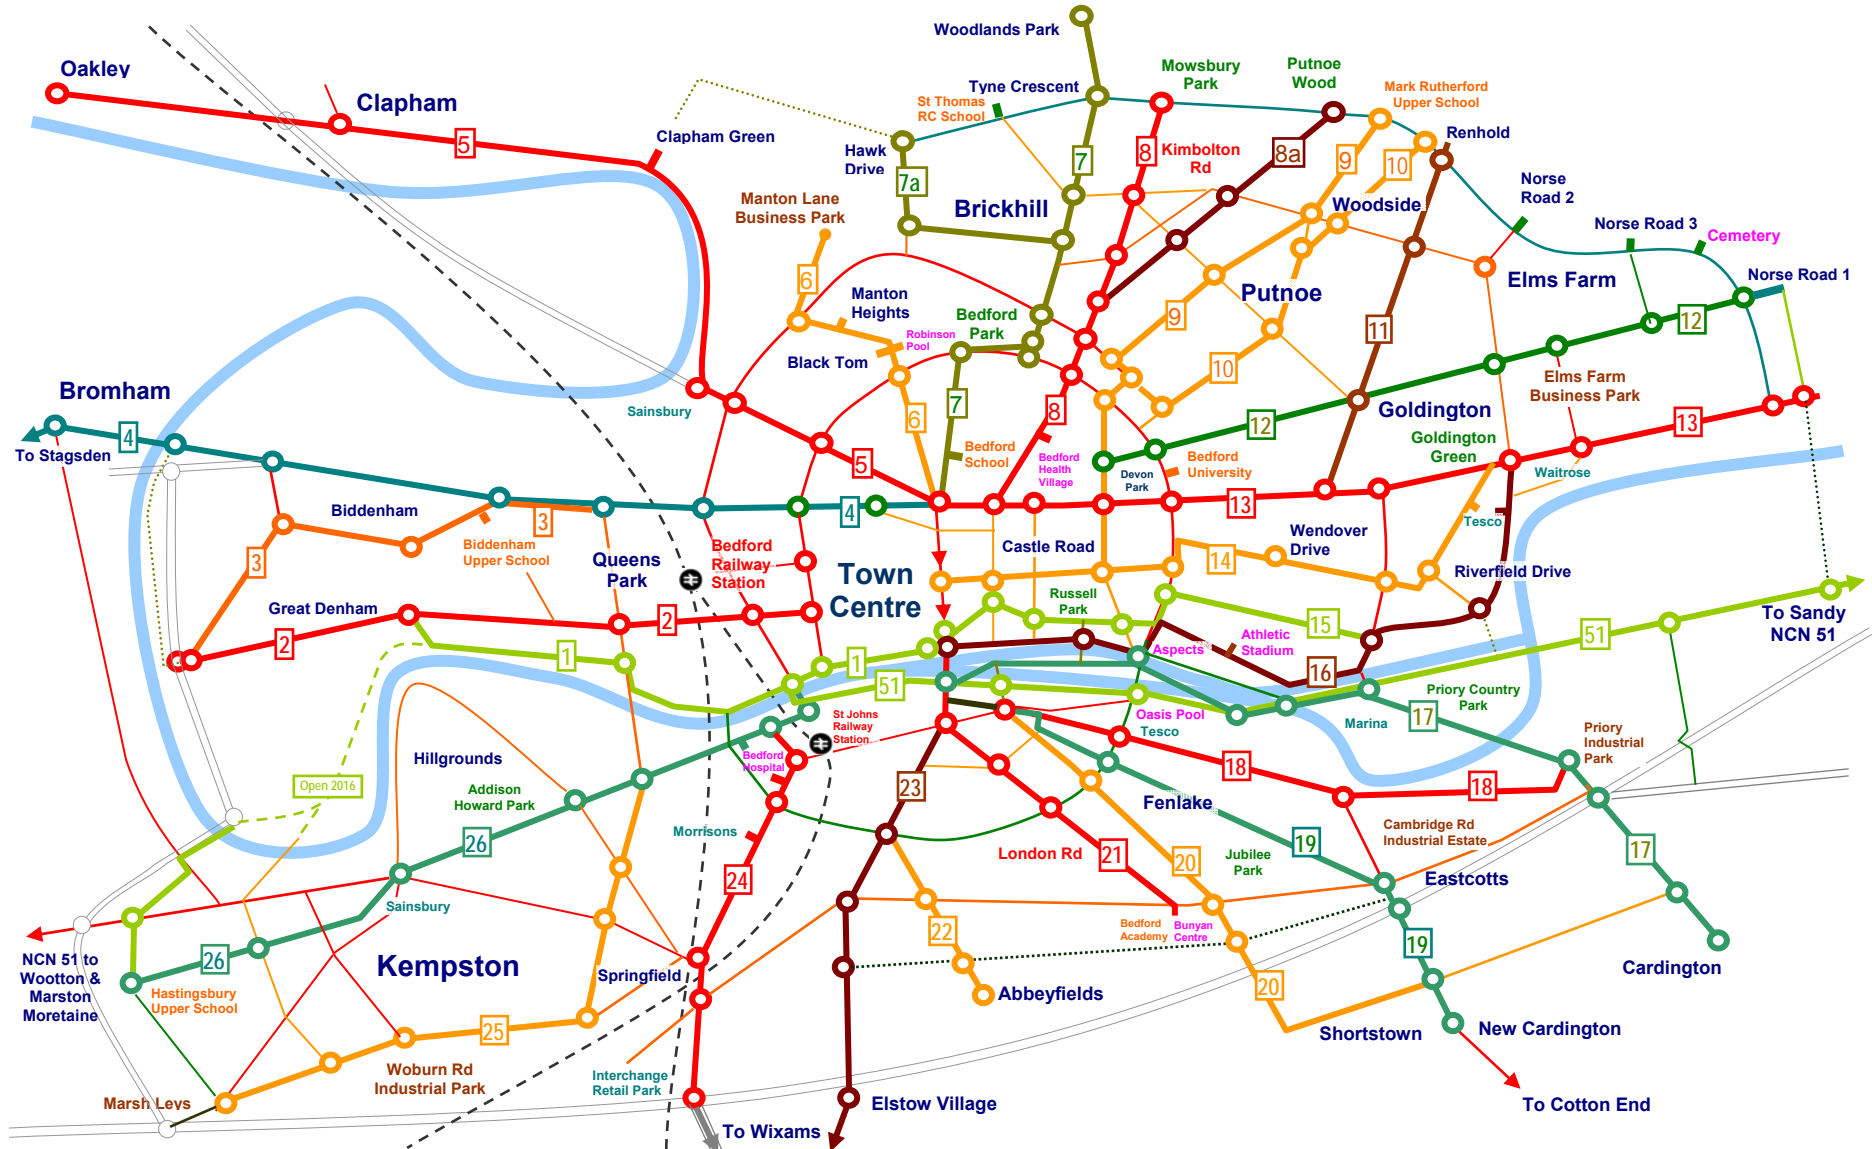 Woodlands Park
Oakley
Clapham
5
Clapham Green
Tyne Crescent
St Thomas
RC School
Mowsbury
Park
Putnoe
Wood
Mark Rutherford
Upper School
Renhold
Hawk
Drive
7a
7
8
Kimbolton
Rd
8a
9
10
Norse
Road 2
Manton Lane
Business Park
Brickhill
Woodside
Norse Road 3
Cemetery
6
Manton
Heights
Putnoe
Elms Farm
Norse Road 1
Bedford
Park
9
11
12
Robinson
Pool
Black Tom
10
Bromham
Sainsbury
6
7
8
Elms Farm
Business Park
Goldington
13
4
To Stagsden
12
Goldington
Green
5
Bedford
School
Bedford
Health
Village
Devon
Park
Bedford
University
Waitrose
Biddenham
3
4
13
Tesco
Biddenham
Upper School
Queens
Park
Bedford
Railway
Station
Castle Road
Wendover
Drive
3
14
Town
Centre
Riverfield Drive
Great Denham
2
2
Russell
Park
15
To Sandy
NCN 51
1
1
Aspects
Athletic
Stadium
51
16
51
Priory Country
Park
17
Oasis Pool
Tesco
Marina
St Johns
Railway
Station
Priory
Industrial
Park
Hillgrounds
Bedford
Hospital
Open 2016
Addison
Howard Park
23
18
18
Fenlake
Morrisons
26
London Rd
21
20
19
Jubilee
Park
Cambridge Rd
Industrial Estate
17
24
Eastcotts
Sainsbury
22
Bedford
Academy
Bunyan
Centre
19
NCN 51 to
Wootton &
Marston
Moretaine
26
Kempston
Springfield
Cardington
Hastingsbury
Upper School
Abbeyfields
20
25
Shortstown
New Cardington
Woburn Rd
Industrial Park
Interchange
Retail Park
Marsh Leys
Elstow Village
To Cotton End
To Wixams